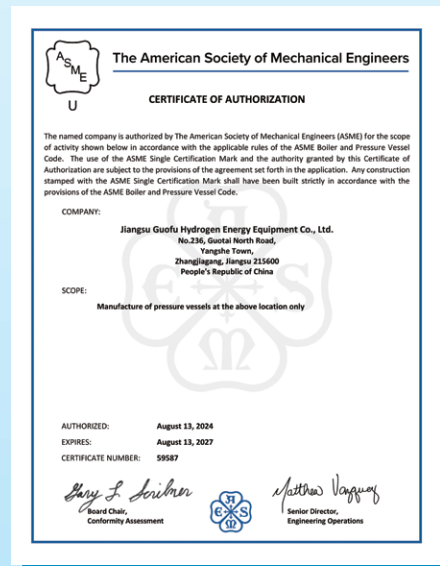 ASME
U
The American Society of Mechanical Engineers
CERTIFICATE OF AUTHORIZATION
The named company is authorized by The American Society of Mechanical Engineers (ASME) for the scope
of activity shown below in accordance with the applicable rules of the ASME Boiler and Pressure Vessel
Code. The use of the ASME Single Certification Mark and the authority granted by this Certificate of
Authorization are subject to the provisions of the agreement set forth in the application. Any construction
stamped with the ASME Single Certification Mark shall have been built strictly in accordance with the
provisions of the ASME Boiler and Pressure Vessel Code.
COMPANY:
Jiangsu Guofu Hydrogen Energy Equipment Co., Ltd.
No.236, Guotai North Road,
Yangshe Town,
Zhangjiagang, Jiangsu 215600
People's Republic of China
SCOPE:
Manufacture of pressure vessels at the above location only
AUTHORIZED: August 13, 2024
EXPIRES: August 13, 2027
CERTIFICATE NUMBER: 59587
Board Chair,
Conformity Assessment
Senior Director,
Engineering Operations